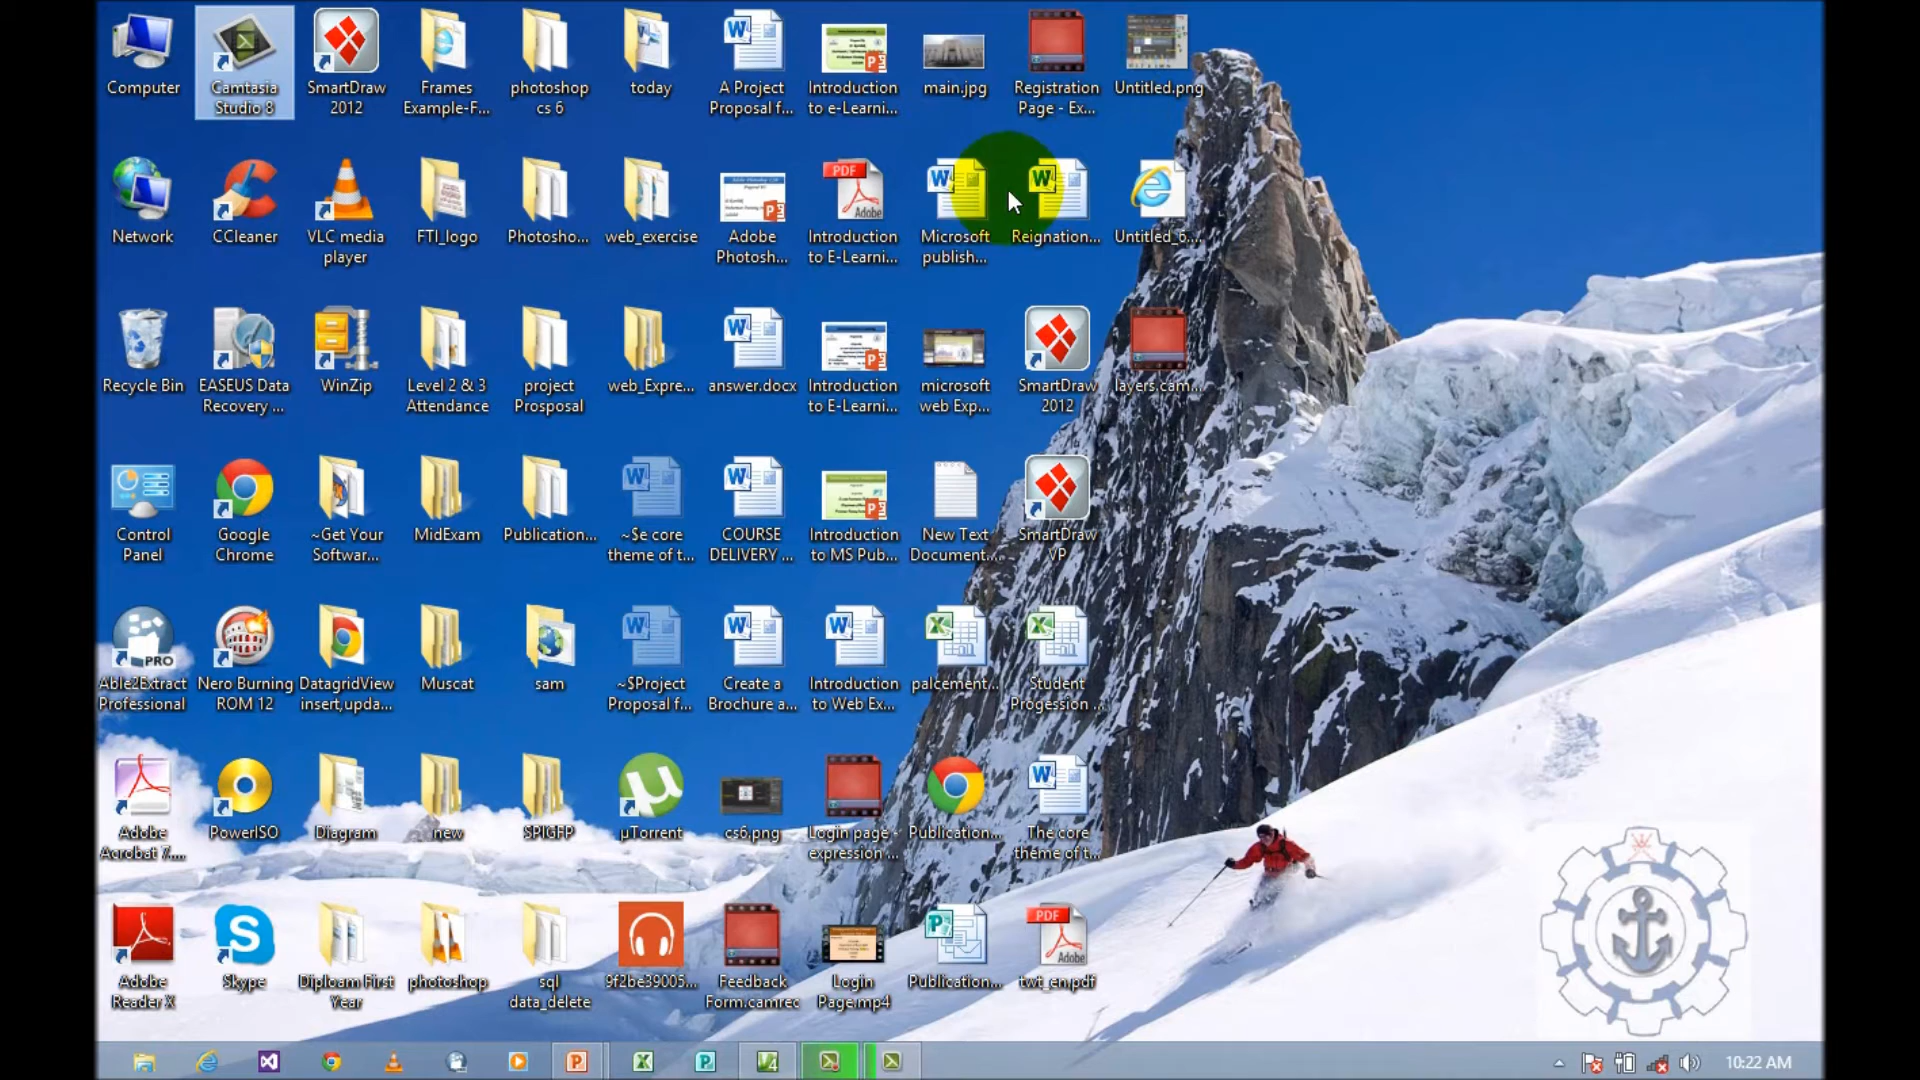 Computer
Camtasia
Studio 8
SmartDraw
2012
Frames
Example-F...
photoshop
cs 6
today
A Project
Proposal f...
Introduction
to e-Learni...
main.jpg
Registration
Page - Ex...
Untitled.png
Network
CCleaner
VLC media
player
FTI_logo
Photosho...
web_exercise
Adobe
Photosh...
PDF
Adobe
Introduction
to E-Learni...
Microsoft
publish...
Reignation...
Untitled_6....
Recycle Bin
EASEUS Data
Recovery ...
WinZip
Level 2 & 3
Attendance
project
Prosposal
web_Expre...
answer.docx
Introduction
to E-Learni...
microsoft
web Exp...
SmartDraw
2012
layers.cam...
Control
Panel
Google
Chrome
~Get Your
Softwar...
MidExam
Publication...
~$e core
theme of t...
COURSE
DELIVERY ...
Introduction
to MS Pub...
New Text
Document....
SmartDraw
VP
PRO
Able2Extract
Professional
Nero Burning
ROM 12
DatagridView
insert,upda...
Muscat
sam
~$Project
Proposal f...
Create a
Brochure a...
Introduction
to Web Ex...
palcement...
Student
Progession ...
Adobe
Acrobat 7....
PowerISO
Diagram
new
SPIGFP
µTorrent
cs6.png
Login page -
expression ...
Publication...
The core
theme of t...
Adobe
Reader X
Skype
Diploam First
Year
photoshop
sql
data_delete
9f2be39005...
Feedback
Form.camrec
Login
Page.mp4
Publication...
PDF
Adobe
twt_en.pdf
10:22 AM